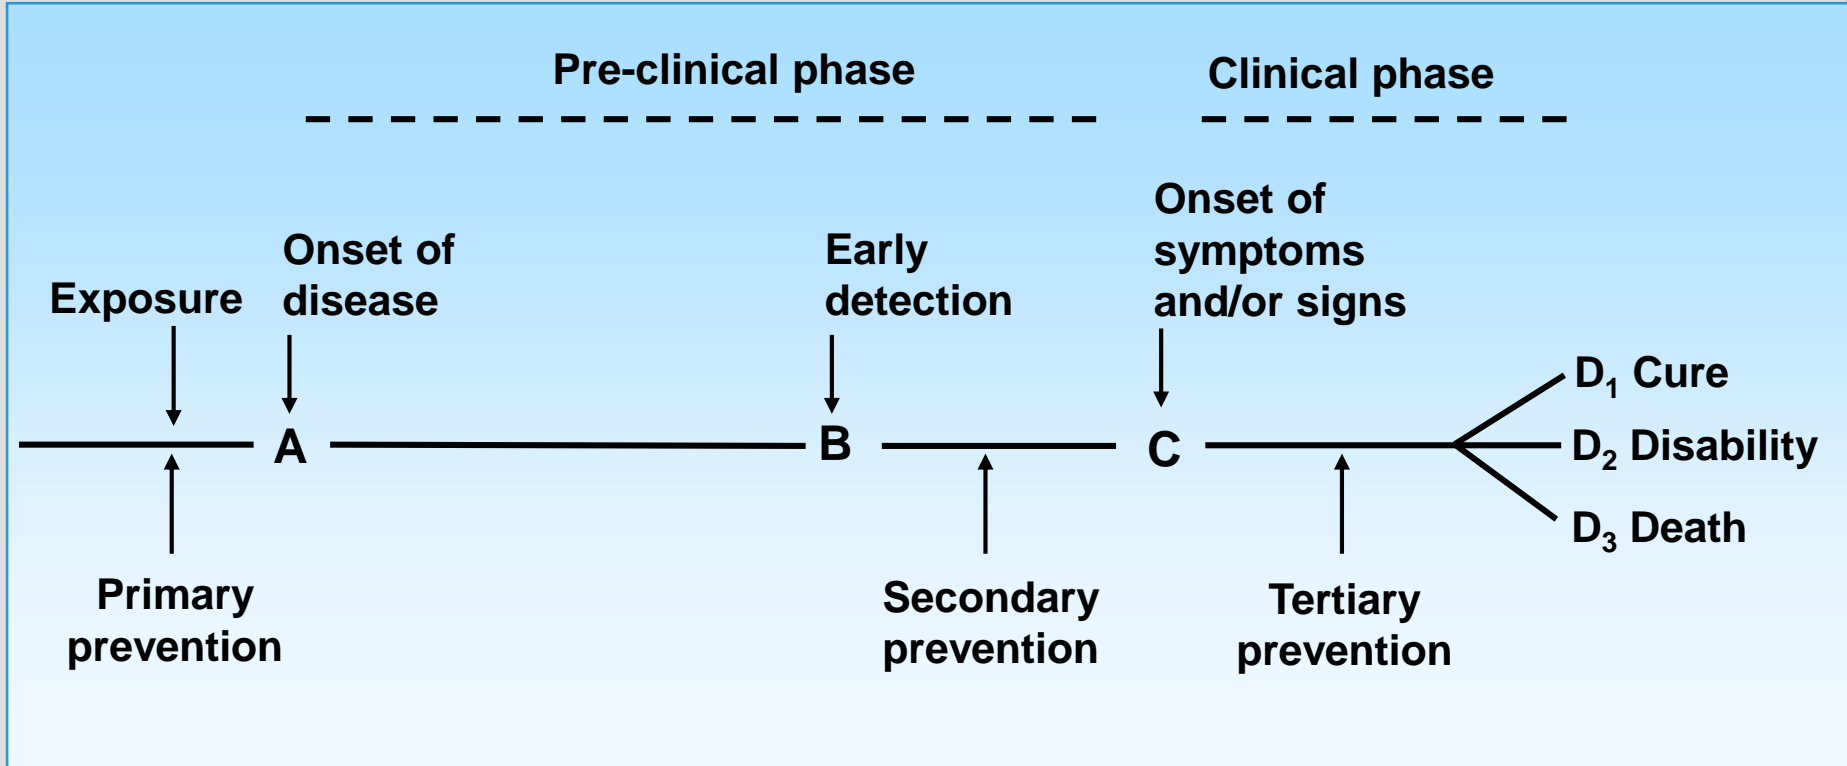 Pre-clinical phase
Clinical phase
Onset of
symptoms
and/or signs
Onset of
disease
Early
detection
Exposure
A
B
C
D₁ Cure
D₂ Disability
D₃ Death
Primary
prevention
Secondary
prevention
Tertiary
prevention